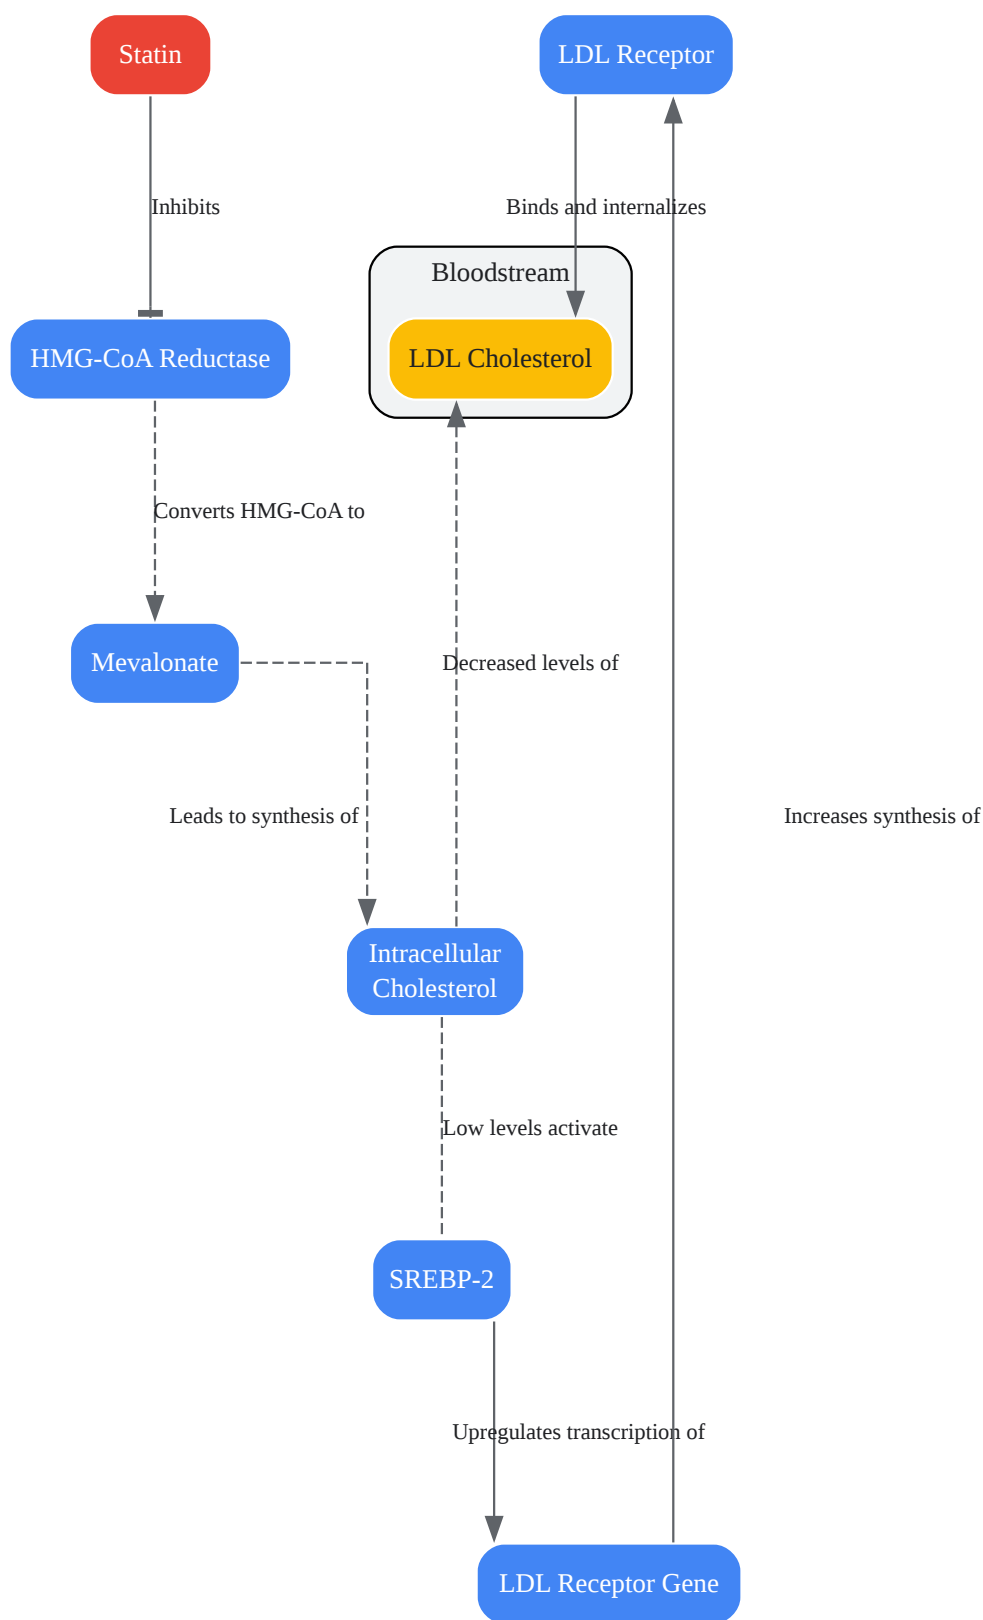 Statin
LDL Receptor
Inhibits
Binds and internalizes
Bloodstream
HMG-CoA Reductase
LDL Cholesterol
Converts HMG-CoA to
Mevalonate
Decreased levels of
Leads to synthesis of
Increases synthesis of
Intracellular
Cholesterol
Low levels activate
SREBP-2
Upregulates transcription of
LDL Receptor Gene